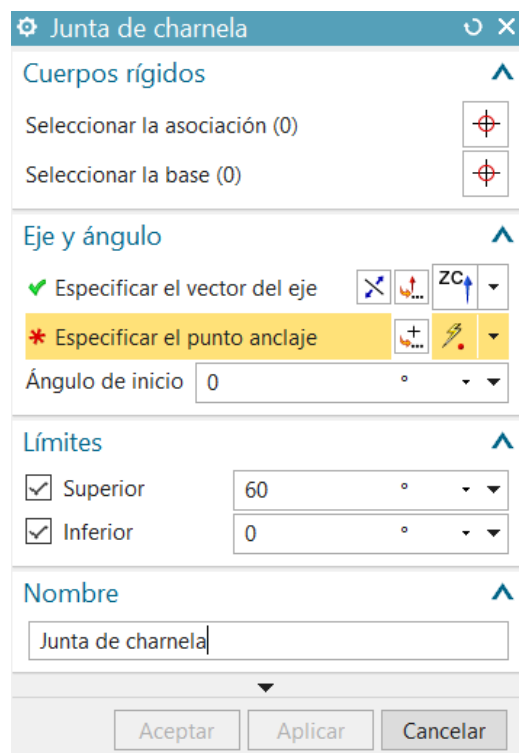 Junta de charnela
Cuerpos rígidos
Seleccionar la asociación (0)
Seleccionar la base (0)
Eje y ángulo
Especificar el vector del eje ZC
Especificar el punto anclaje
Ángulo de inicio 0 °
Límites
Superior 60 °
Inferior 0 °
Nombre
Junta de charnela
Aceptar Aplicar Cancelar